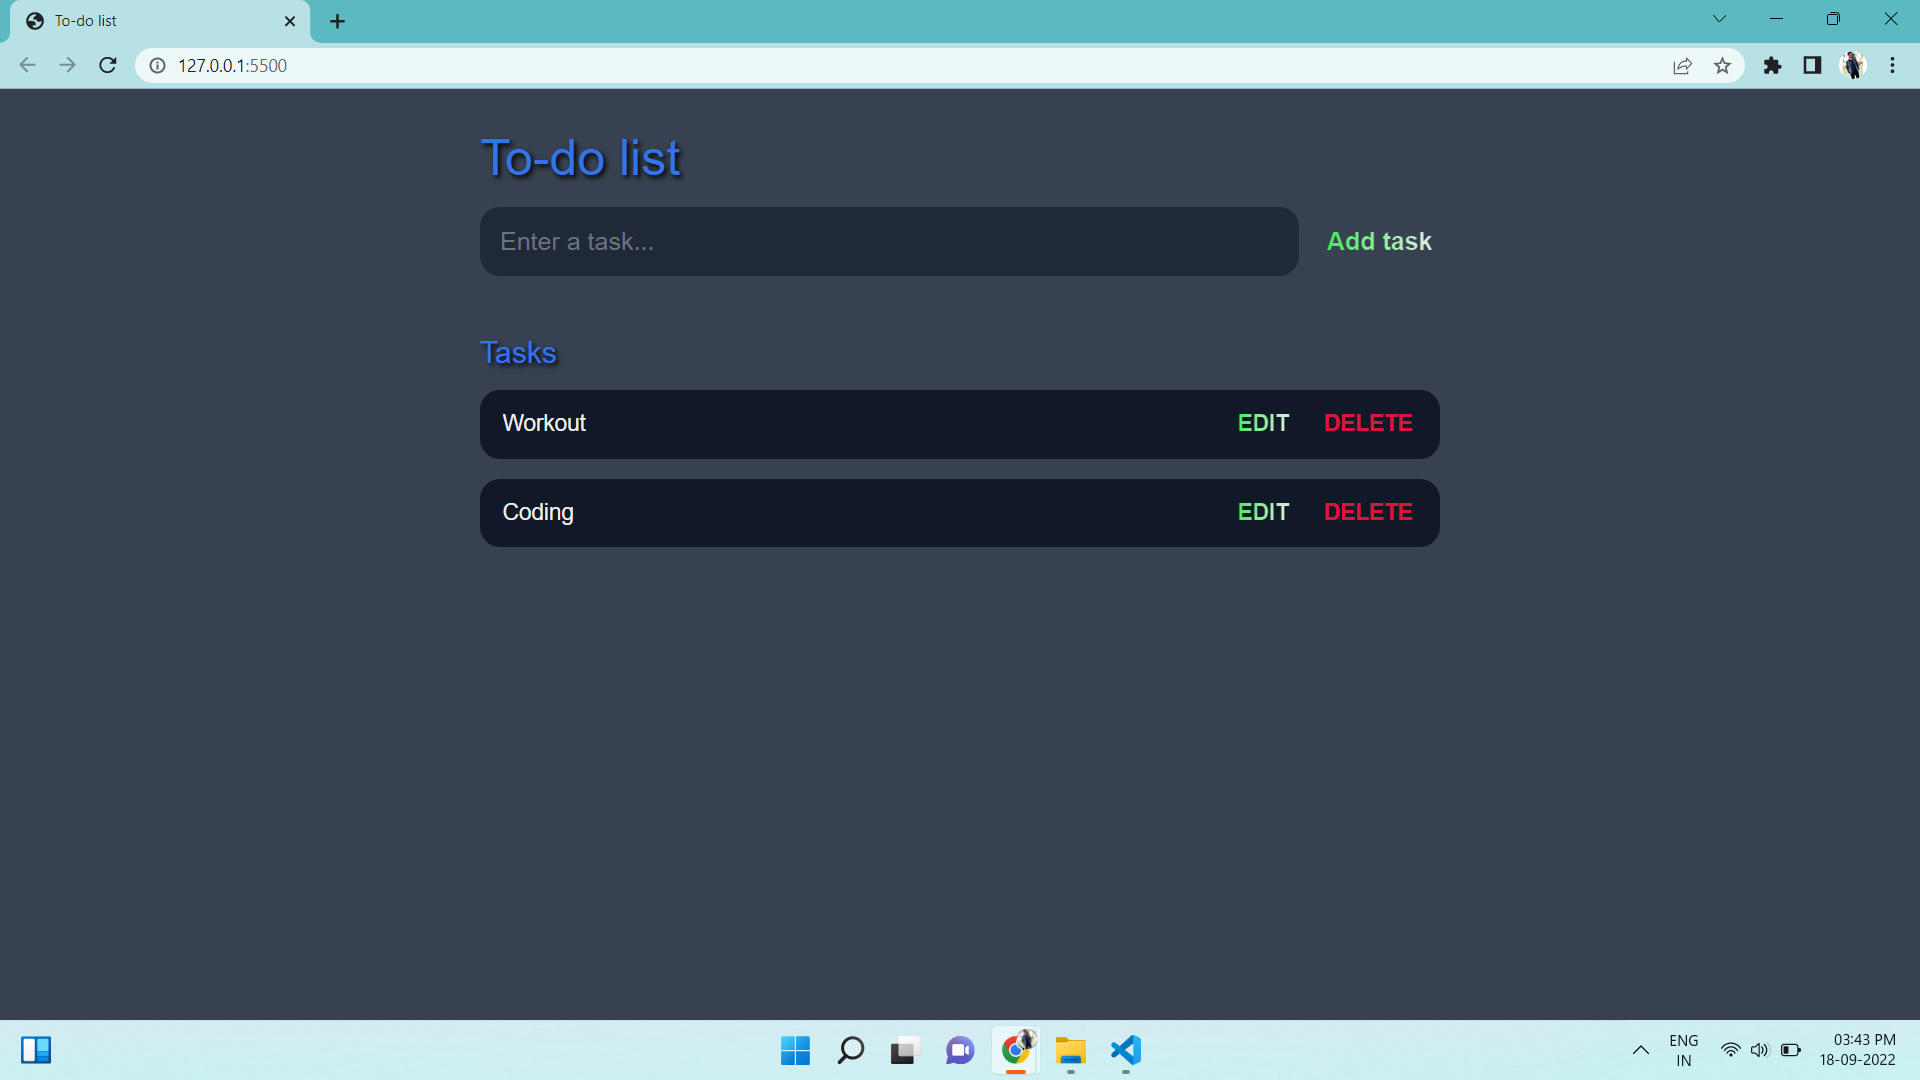 To-do list
127.0.0.1:5500
To-do list
Enter a task...
Add task
Tasks
Workout EDIT DELETE
Coding EDIT DELETE
ENG
IN
03:43 PM
18-09-2022